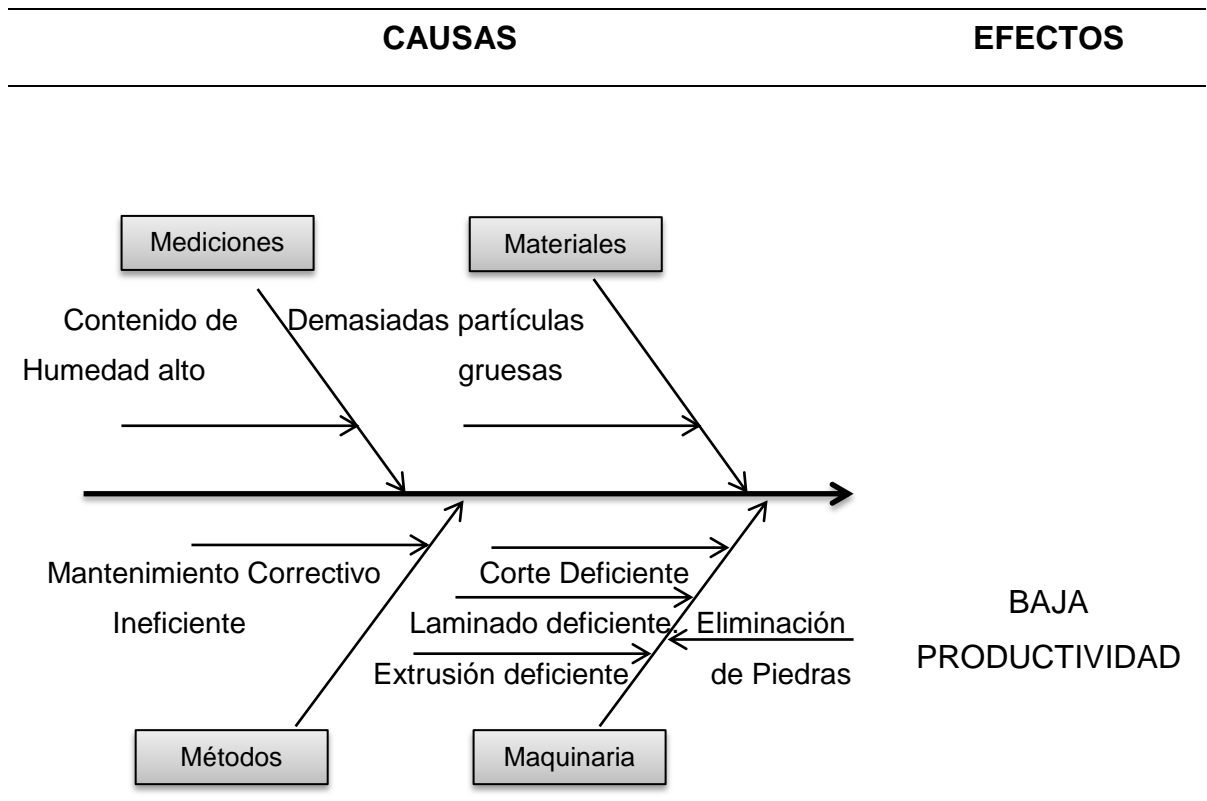 CAUSAS EFECTOS
Mediciones
Materiales
Contenido de
Humedad alto
Demasiadas partículas
gruesas
Mantenimiento Correctivo
Ineficiente
Corte Deficiente
Laminado deficiente.
Extrusión deficiente
Eliminación
de Piedras
BAJA
PRODUCTIVIDAD
Métodos
Maquinaria